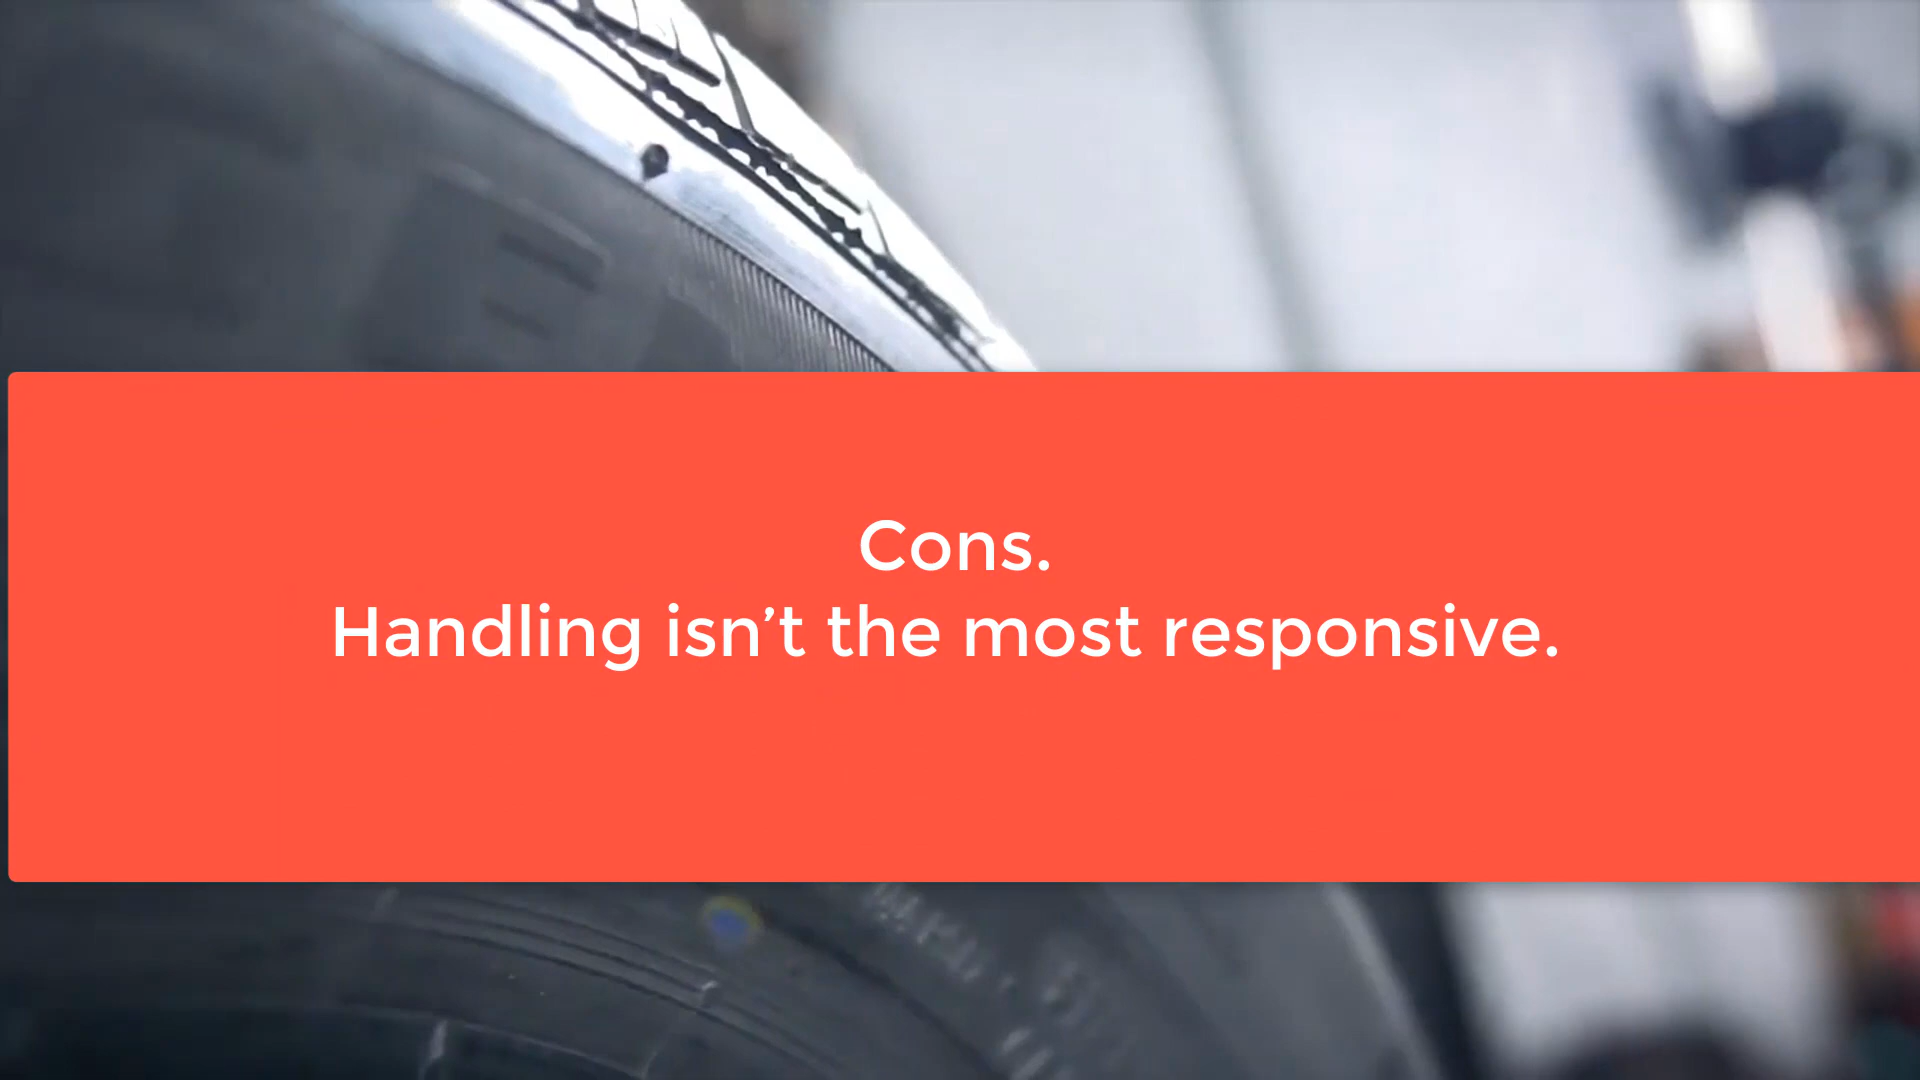 Cons.
Handling isn’t the most responsive.